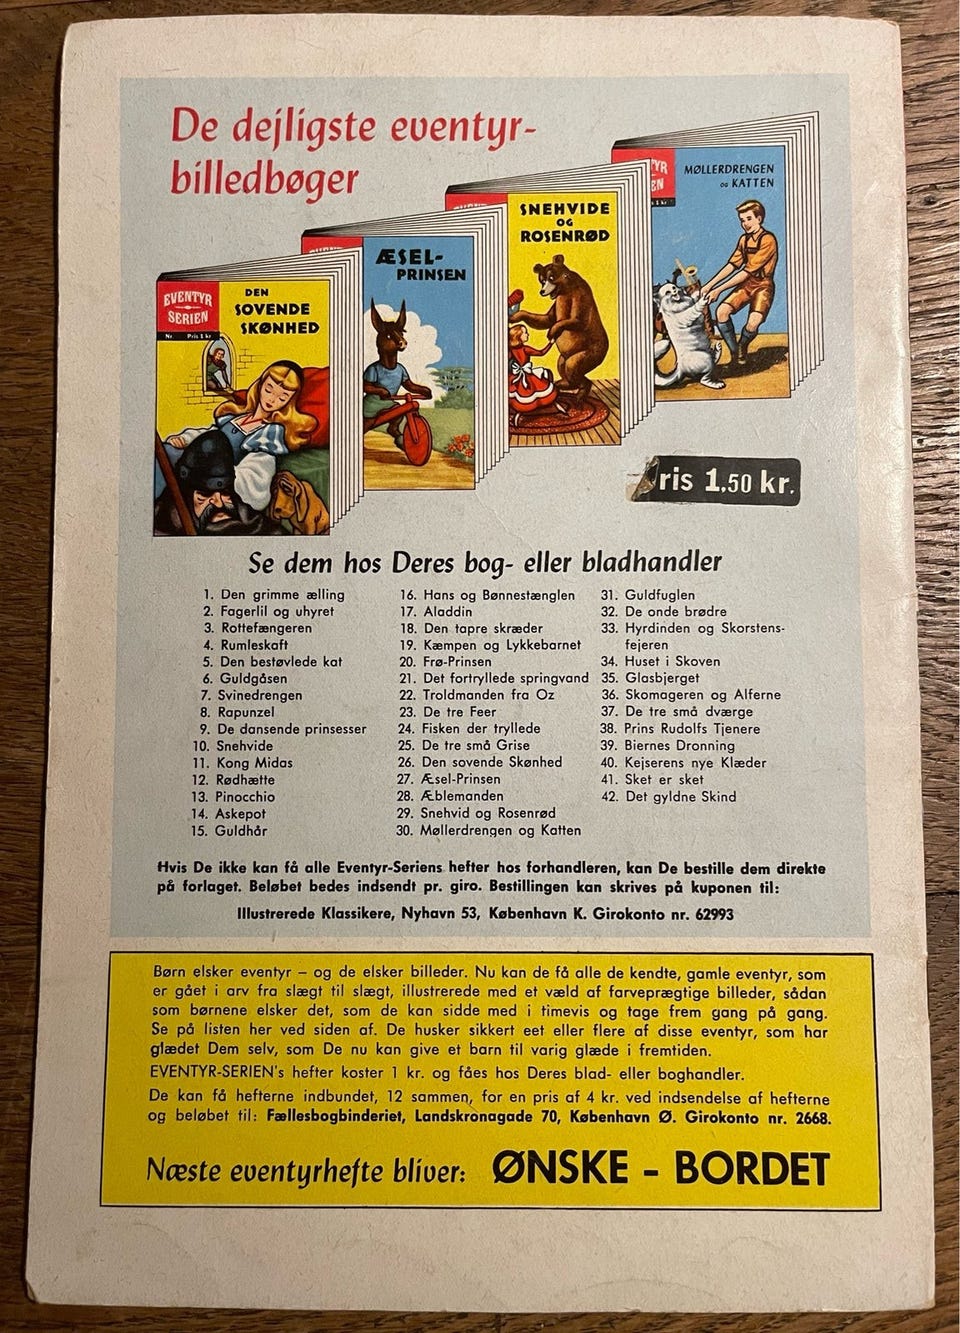 De dejligste eventyr-
billedbøger
EVENTYR
SERIEN
Nr. Pris 1 kr.
DEN
SOVENDE
SKØNHED
ÆSEL-
PRINSEN
SNEHVIDE
OG
ROSENRØD
MØLLERDRENGEN
OG KATTEN
ris 1.50 kr.
Se dem hos Deres bog- eller bladhandler
1. Den grimme ælling
2. Fagerlil og uhyret
3. Rottefængeren
4. Rumleskaft
5. Den bestøvlede kat
6. Guldgåsen
7. Svinedrengen
8. Rapunzel
9. De dansende prinsesser
10. Snehvide
11. Kong Midas
12. Rødhætte
13. Pinocchio
14. Askepot
15. Guldhår
16. Hans og Bønnestænglen
17. Aladdin
18. Den tapre skræder
19. Kæmpen og Lykkebarnet
20. Frø-Prinsen
21. Det fortryllede springvand
22. Troldmanden fra Oz
23. De tre Feer
24. Fisken der tryllede
25. De tre små Grise
26. Den sovende Skønhed
27. Æsel-Prinsen
28. Æblemanden
29. Snehvid og Rosenrød
30. Møllerdrengen og Katten
31. Guldfuglen
32. De onde brødre
33. Hyrdinden og Skorstens-
fejeren
34. Huset i Skoven
35. Glasbjerget
36. Skomageren og Alferne
37. De tre små dværge
38. Prins Rudolfs Tjenere
39. Biernes Dronning
40. Kejserens nye Klæder
41. Sket er sket
42. Det gyldne Skind
Hvis De ikke kan få alle Eventyr-Seriens hefter hos forhandleren, kan De bestille dem direkte
på forlaget. Beløbet bedes indsendt pr. giro. Bestillingen kan skrives på kuponen til:
Illustrerede Klassikere, Nyhavn 53, København K. Girokonto nr. 62993
Børn elsker eventyr – og de elsker billeder. Nu kan de få alle de kendte, gamle eventyr, som
er gået i arv fra slægt til slægt, illustrerede med et væld af farveprægtige billeder, sådan
som børnene elsker det, som de kan sidde med i timevis og tage frem gang på gang.
Se på listen her ved siden af. De husker sikkert eet eller flere af disse eventyr, som har
glædet Dem selv, som De nu kan give et barn til varig glæde i fremtiden.
EVENTYR-SERIEN's hefter koster 1 kr. og fåes hos Deres blad- eller boghandler.
De kan få hefterne indbundet, 12 sammen, for en pris af 4 kr. ved indsendelse af hefterne
og beløbet til: Fællesbogbinderiet, Landskronagade 70, København Ø. Girokonto nr. 2668.
Næste eventyrhefte bliver: ØNSKE - BORDET